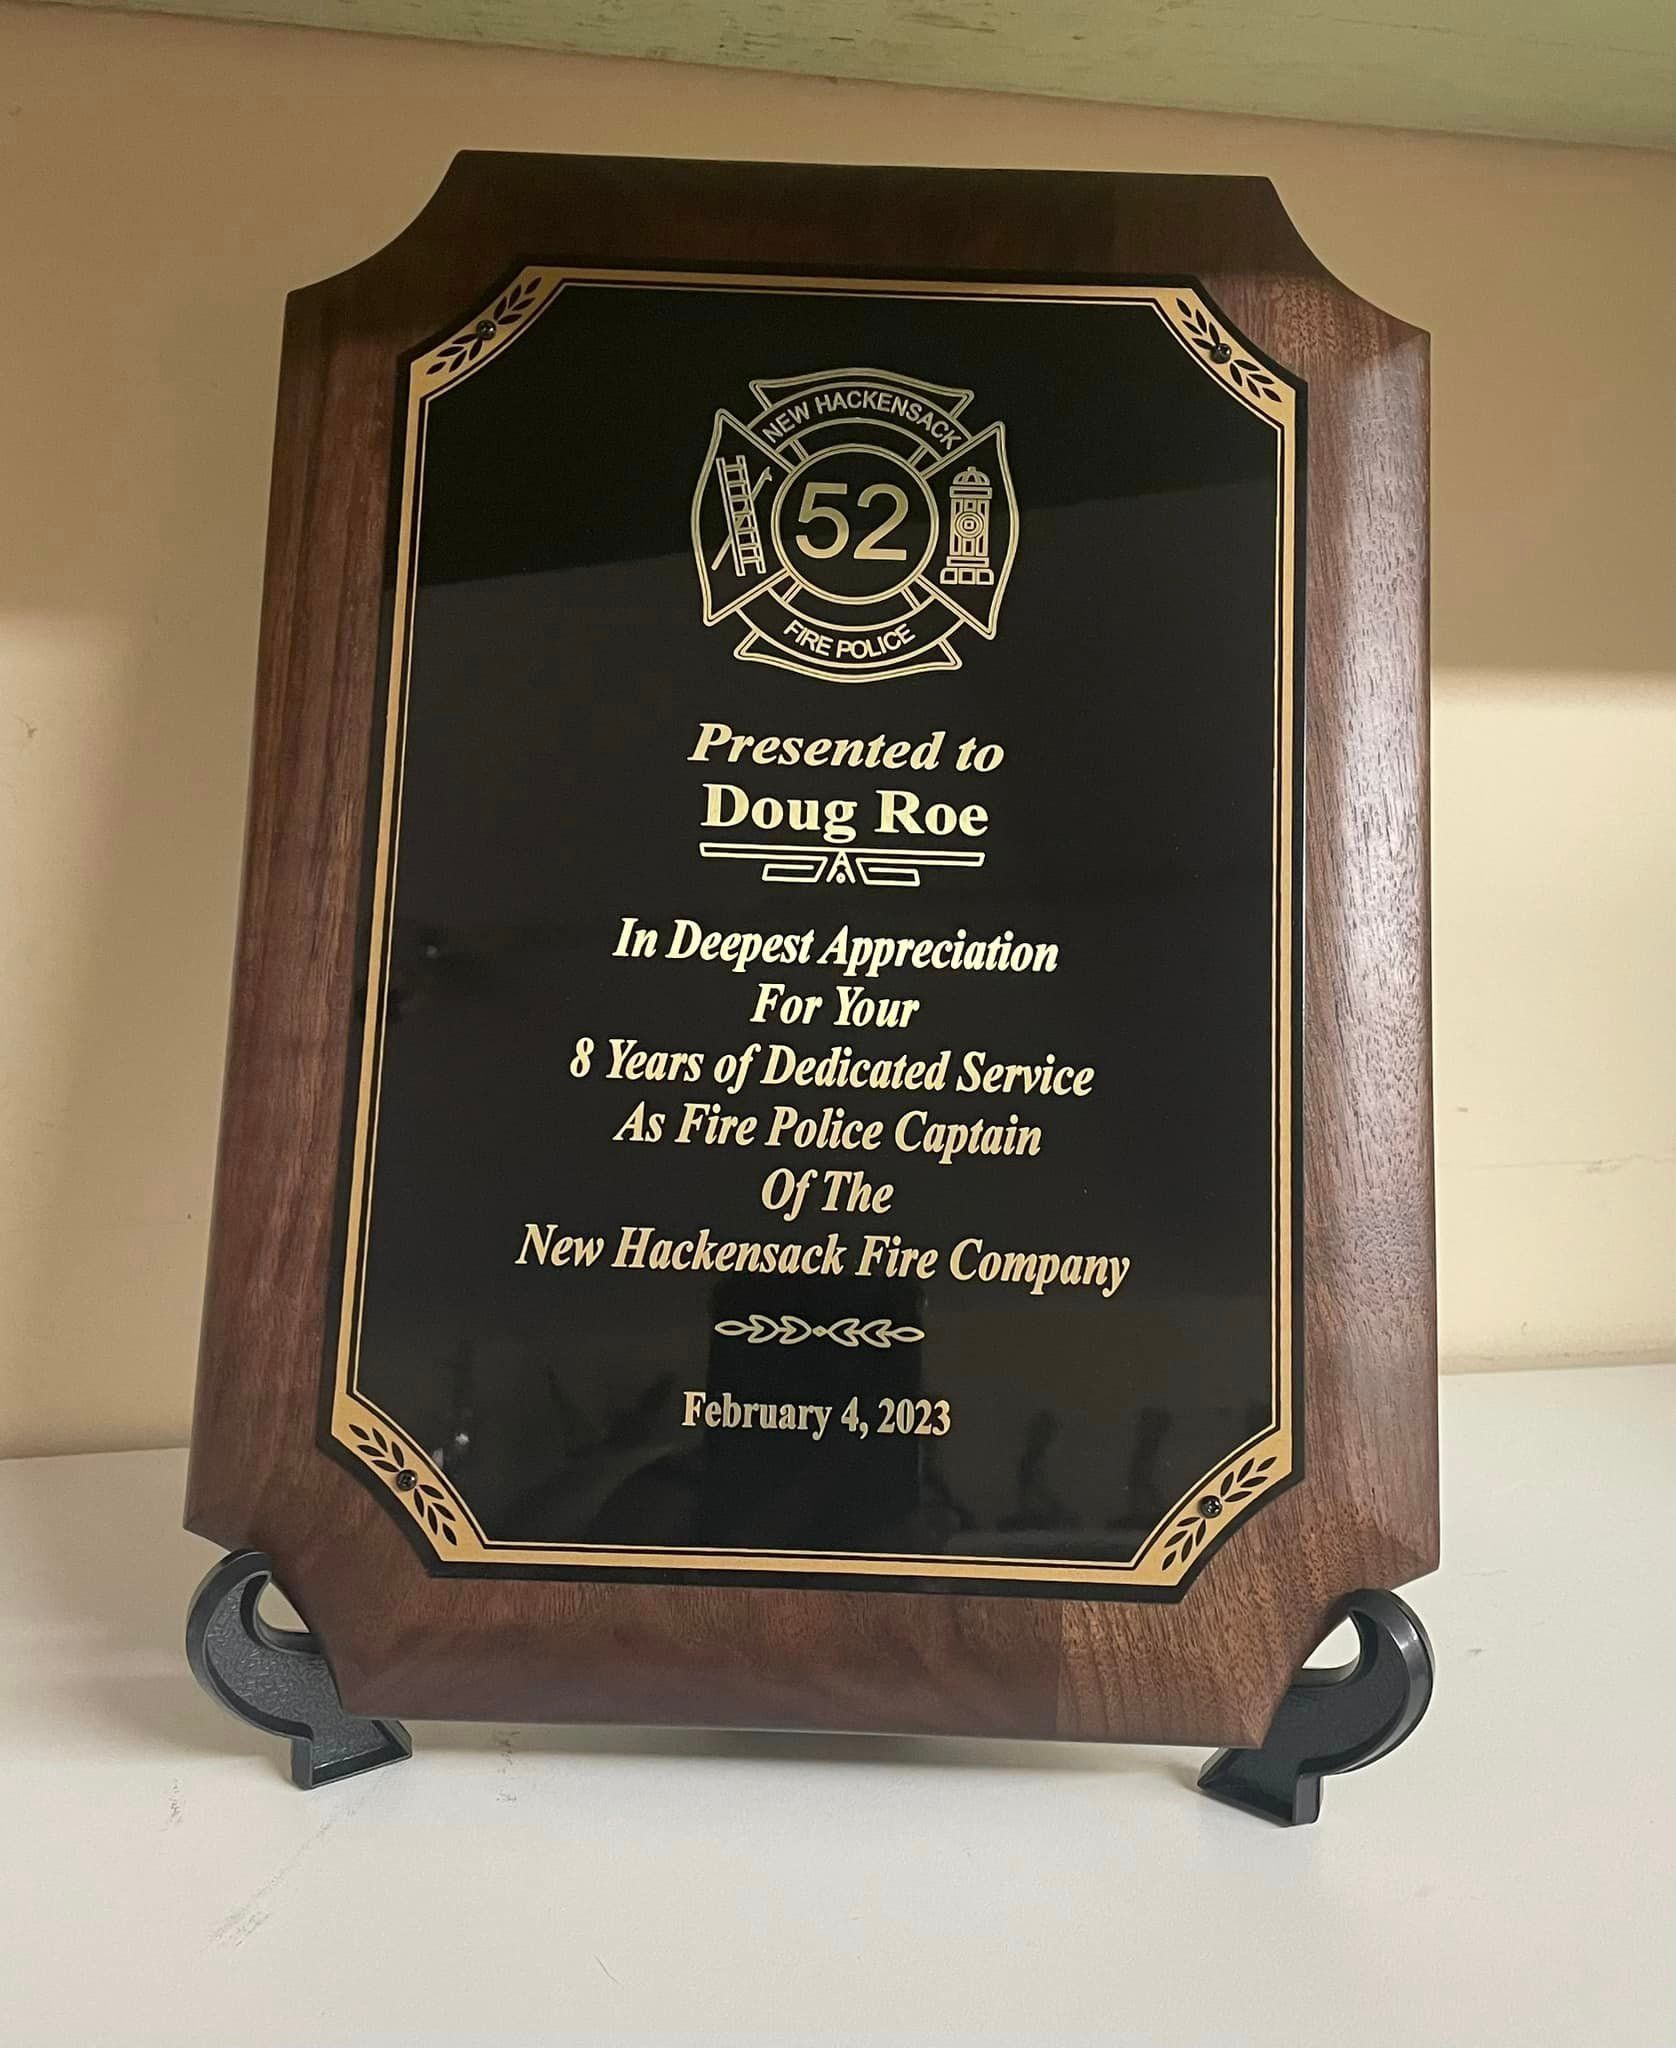 NEW HACKENSACK
52
FIRE POLICE
Presented to
Doug Roe
In Deepest Appreciation
For Your
8 Years of Dedicated Service
As Fire Police Captain
Of The
New Hackensack Fire Company
February 4, 2023